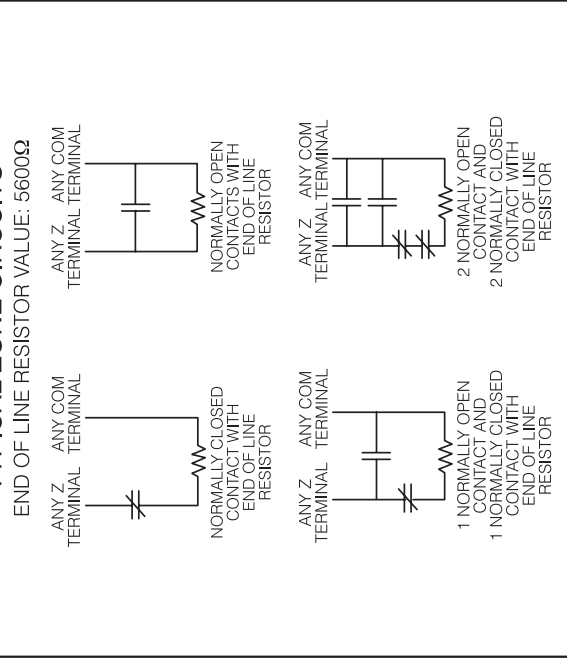 END OF LINE RESISTOR VALUE: 5600Ω
ANY Z
TERMINAL
ANY COM
TERMINAL
NORMALLY CLOSED
CONTACT WITH
END OF LINE
RESISTOR
ANY Z
TERMINAL
ANY COM
TERMINAL
NORMALLY OPEN
CONTACTS WITH
END OF LINE
RESISTOR
ANY Z
TERMINAL
ANY COM
TERMINAL
1 NORMALLY OPEN
CONTACT AND
1 NORMALLY CLOSED
CONTACT WITH
END OF LINE
RESISTOR
ANY Z
TERMINAL
ANY COM
TERMINAL
2 NORMALLY OPEN
CONTACT AND
2 NORMALLY CLOSED
CONTACT WITH
END OF LINE
RESISTOR